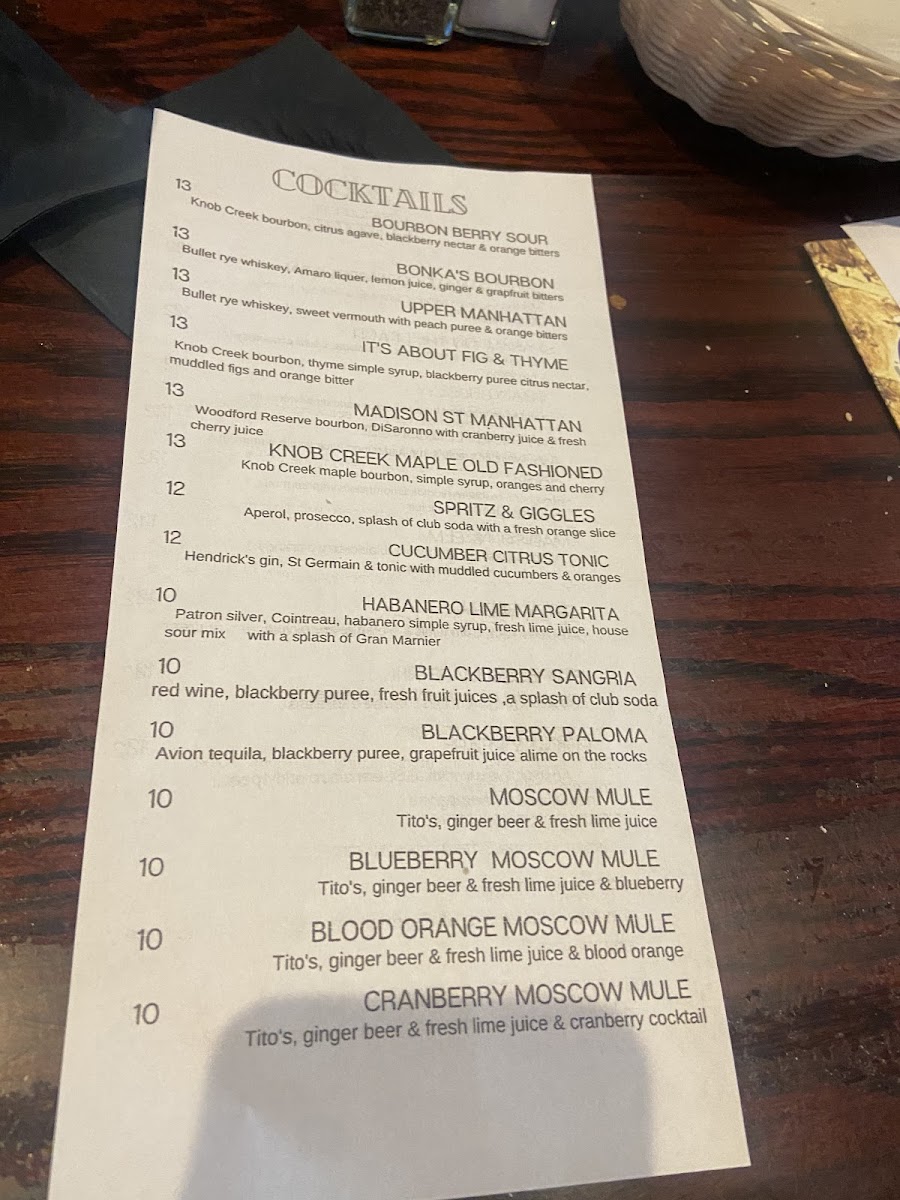 COCKTAILS
13 BOURBON BERRY SOUR
Knob Creek bourbon, citrus agave, blackberry nectar & orange bitters
13 BONKA'S BOURBON
Bullet rye whiskey, Amaro liquer, lemon juice, ginger & grapfruit bitters
13 UPPER MANHATTAN
Bullet rye whiskey, sweet vermouth with peach puree & orange bitters
13 IT'S ABOUT FIG & THYME
Knob Creek bourbon, thyme simple syrup, blackberry puree citrus nectar,
muddled figs and orange bitter
13 MADISON ST MANHATTAN
Woodford Reserve bourbon, DiSaronno with cranberry juice & fresh
cherry juice
13 KNOB CREEK MAPLE OLD FASHIONED
Knob Creek maple bourbon, simple syrup, oranges and cherry
12 SPRITZ & GIGGLES
Aperol, prosecco, splash of club soda with a fresh orange slice
12 CUCUMBER CITRUS TONIC
Hendrick's gin, St Germain & tonic with muddled cucumbers & oranges
10 HABANERO LIME MARGARITA
Patron silver, Cointreau, habanero simple syrup, fresh lime juice, house
sour mix with a splash of Gran Marnier
10 BLACKBERRY SANGRIA
red wine, blackberry puree, fresh fruit juices ,a splash of club soda
10 BLACKBERRY PALOMA
Avion tequila, blackberry puree, grapefruit juice alime on the rocks
10 MOSCOW MULE
Tito's, ginger beer & fresh lime juice
10 BLUEBERRY MOSCOW MULE
Tito's, ginger beer & fresh lime juice & blueberry
10 BLOOD ORANGE MOSCOW MULE
Tito's, ginger beer & fresh lime juice & blood orange
10 CRANBERRY MOSCOW MULE
Tito's, ginger beer & fresh lime juice & cranberry cocktail